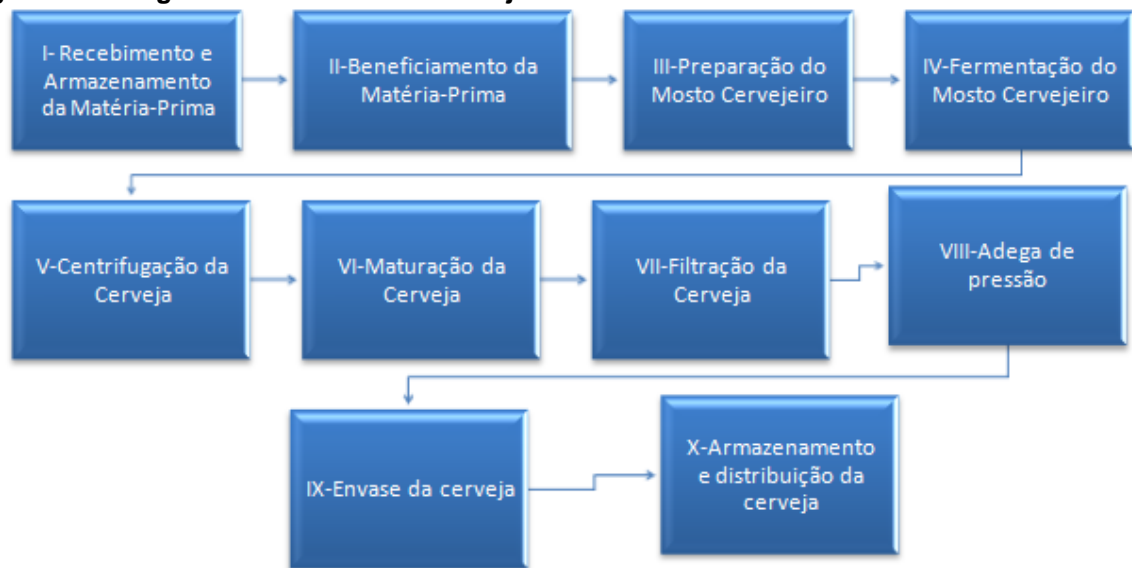 I- Recebimento e
Armazenamento
da Matéria-Prima
II-Beneficiamento da
Matéria-Prima
III-Preparação do
Mosto Cervejeiro
IV-Fermentação do
Mosto Cervejeiro
V-Centrifugação da
Cerveja
VI-Maturação da
Cerveja
VII-Filtração da
Cerveja
VIII-Adega de
pressão
IX-Envase da cerveja
X-Armazenamento
e distribuição da
cerveja